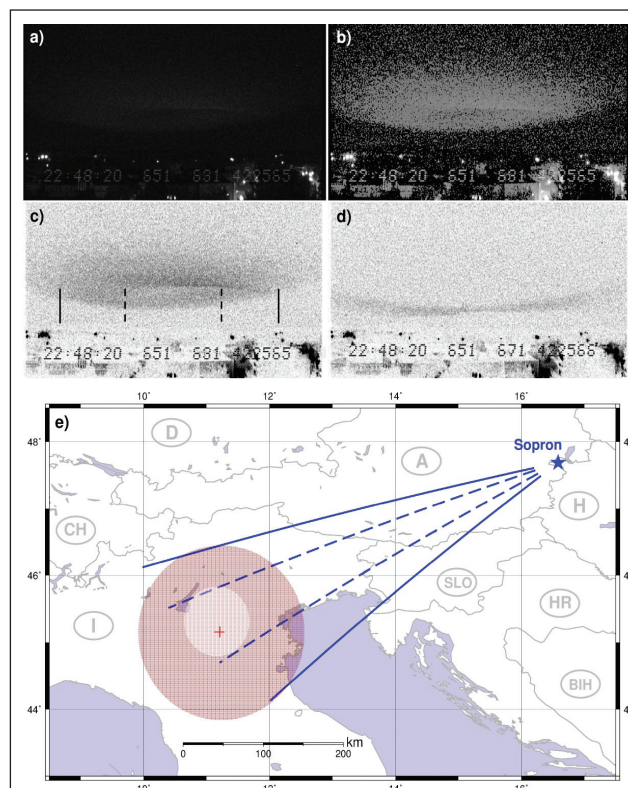 a)
b)
22:48:20 651 681 422565
22:48:20 651 681 422565
c)
d)
22:48:20 651 681 422565
22:48:20 651 671 422565
10˚ 12˚ 14˚ 16˚
e)
D
48˚
A
Sopron
H
CH
46˚
SLO
HR
I
BIH
44˚
km
0 100 200